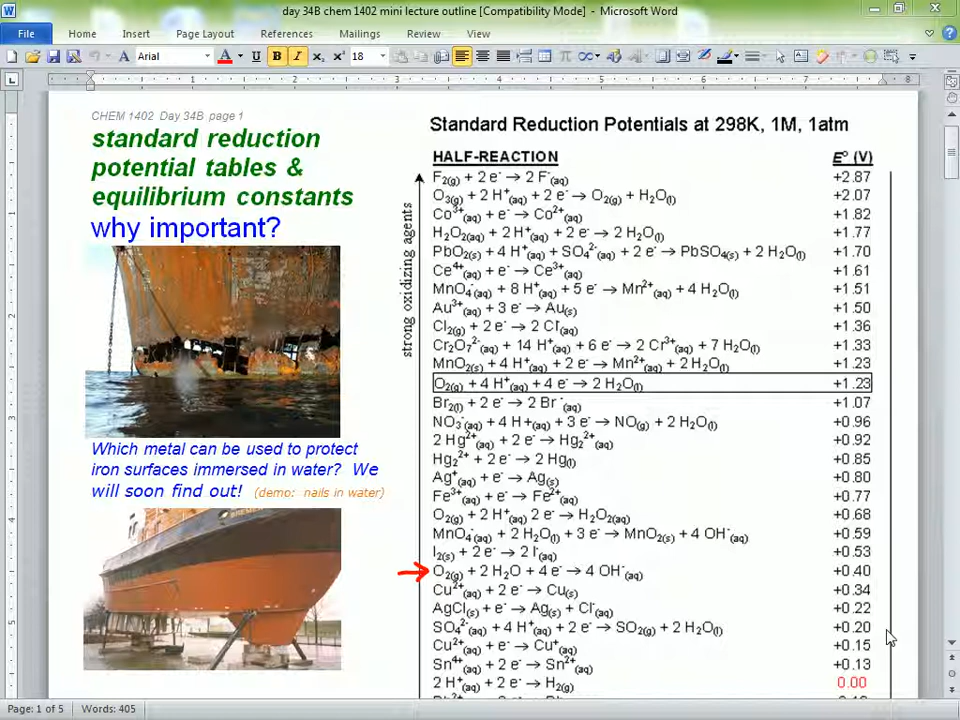 day 34B chem 1402 mini lecture outline [Compatibility Mode] - Microsoft Word
File Home Insert Page Layout References Mailings Review View
Arial 18
1 2 3 4 5 6 7 8
CHEM 1402 Day 34B page 1
standard reduction
potential tables &
equilibrium constants
why important?
Which metal can be used to protect
iron surfaces immersed in water? We
will soon find out! (demo: nails in water)
Standard Reduction Potentials at 298K, 1M, 1atm
HALF-REACTION E° (V)
strong oxidizing agents
F₂(g) + 2 e⁻ → 2 F⁻(aq) +2.87
O₃(g) + 2 H⁺(aq) + 2 e⁻ → O₂(g) + H₂O(l) +2.07
Co³⁺(aq) + e⁻ → Co²⁺(aq) +1.82
H₂O₂(aq) + 2 H⁺(aq) + 2 e⁻ → 2 H₂O(l) +1.77
PbO₂(s) + 4 H⁺(aq) + SO₄²⁻(aq) + 2 e⁻ → PbSO₄(s) + 2 H₂O(l) +1.70
Ce⁴⁺(aq) + e⁻ → Ce³⁺(aq) +1.61
MnO₄⁻(aq) + 8 H⁺(aq) + 5 e⁻ → Mn²⁺(aq) + 4 H₂O(l) +1.51
Au³⁺(aq) + 3 e⁻ → Au(s) +1.50
Cl₂(g) + 2 e⁻ → 2 Cl⁻(aq) +1.36
Cr₂O₇²⁻(aq) + 14 H⁺(aq) + 6 e⁻ → 2 Cr³⁺(aq) + 7 H₂O(l) +1.33
MnO₂(s) + 4 H⁺(aq) + 2 e⁻ → Mn²⁺(aq) + 2 H₂O(l) +1.23
O₂(g) + 4 H⁺(aq) + 4 e⁻ → 2 H₂O(l) +1.23
Br₂(l) + 2 e⁻ → 2 Br⁻(aq) +1.07
NO₃⁻(aq) + 4 H+(aq) + 3 e⁻ → NO(g) + 2 H₂O(l) +0.96
2 Hg²⁺(aq) + 2 e⁻ → Hg₂²⁺(aq) +0.92
Hg₂²⁺(aq) + 2 e⁻ → 2 Hg(l) +0.85
Ag⁺(aq) + e⁻ → Ag(s) +0.80
Fe³⁺(aq) + e⁻ → Fe²⁺(aq) +0.77
O₂(g) + 2 H⁺(aq) 2 e⁻ → H₂O₂(aq) +0.68
MnO₄⁻(aq) + 2 H₂O(l) + 3 e⁻ → MnO₂(s) + 4 OH⁻(aq) +0.59
I₂(s) + 2 e⁻ → 2 I⁻(aq) +0.53
O₂(g) + 2 H₂O + 4 e⁻ → 4 OH⁻(aq) +0.40
Cu²⁺(aq) + 2 e⁻ → Cu(s) +0.34
AgCl(s) + e⁻ → Ag(s) + Cl⁻(aq) +0.22
SO₄²⁻(aq) + 4 H⁺(aq) + 2 e⁻ → SO₂(g) + 2 H₂O(l) +0.20
Cu²⁺(aq) + e⁻ → Cu⁺(aq) +0.15
Sn⁴⁺(aq) + 2 e⁻ → Sn²⁺(aq) +0.13
2 H⁺(aq) + 2 e⁻ → H₂(g) 0.00
Page: 1 of 5 Words: 405